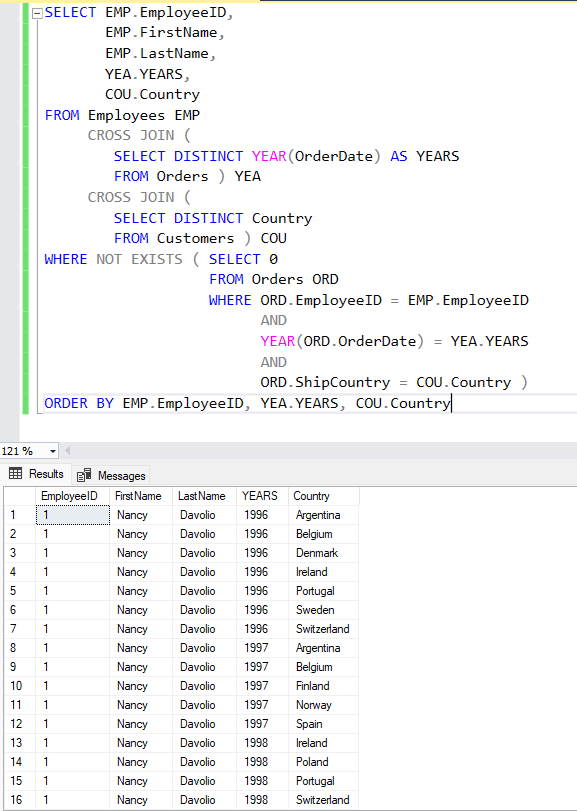 SELECT EMP.EmployeeID,
EMP.FirstName,
EMP.LastName,
YEA.YEARS,
COU.Country
FROM Employees EMP
CROSS JOIN (
SELECT DISTINCT YEAR(OrderDate) AS YEARS
FROM Orders ) YEA
CROSS JOIN (
SELECT DISTINCT Country
FROM Customers ) COU
WHERE NOT EXISTS ( SELECT 0
FROM Orders ORD
WHERE ORD.EmployeeID = EMP.EmployeeID
AND
YEAR(ORD.OrderDate) = YEA.YEARS
AND
ORD.ShipCountry = COU.Country )
ORDER BY EMP.EmployeeID, YEA.YEARS, COU.Country
121 %
Results Messages
EmployeeID FirstName LastName YEARS Country
1 1 Nancy Davolio 1996 Argentina
2 1 Nancy Davolio 1996 Belgium
3 1 Nancy Davolio 1996 Denmark
4 1 Nancy Davolio 1996 Ireland
5 1 Nancy Davolio 1996 Portugal
6 1 Nancy Davolio 1996 Sweden
7 1 Nancy Davolio 1996 Switzerland
8 1 Nancy Davolio 1997 Argentina
9 1 Nancy Davolio 1997 Belgium
10 1 Nancy Davolio 1997 Finland
11 1 Nancy Davolio 1997 Norway
12 1 Nancy Davolio 1997 Spain
13 1 Nancy Davolio 1998 Ireland
14 1 Nancy Davolio 1998 Poland
15 1 Nancy Davolio 1998 Portugal
16 1 Nancy Davolio 1998 Switzerland